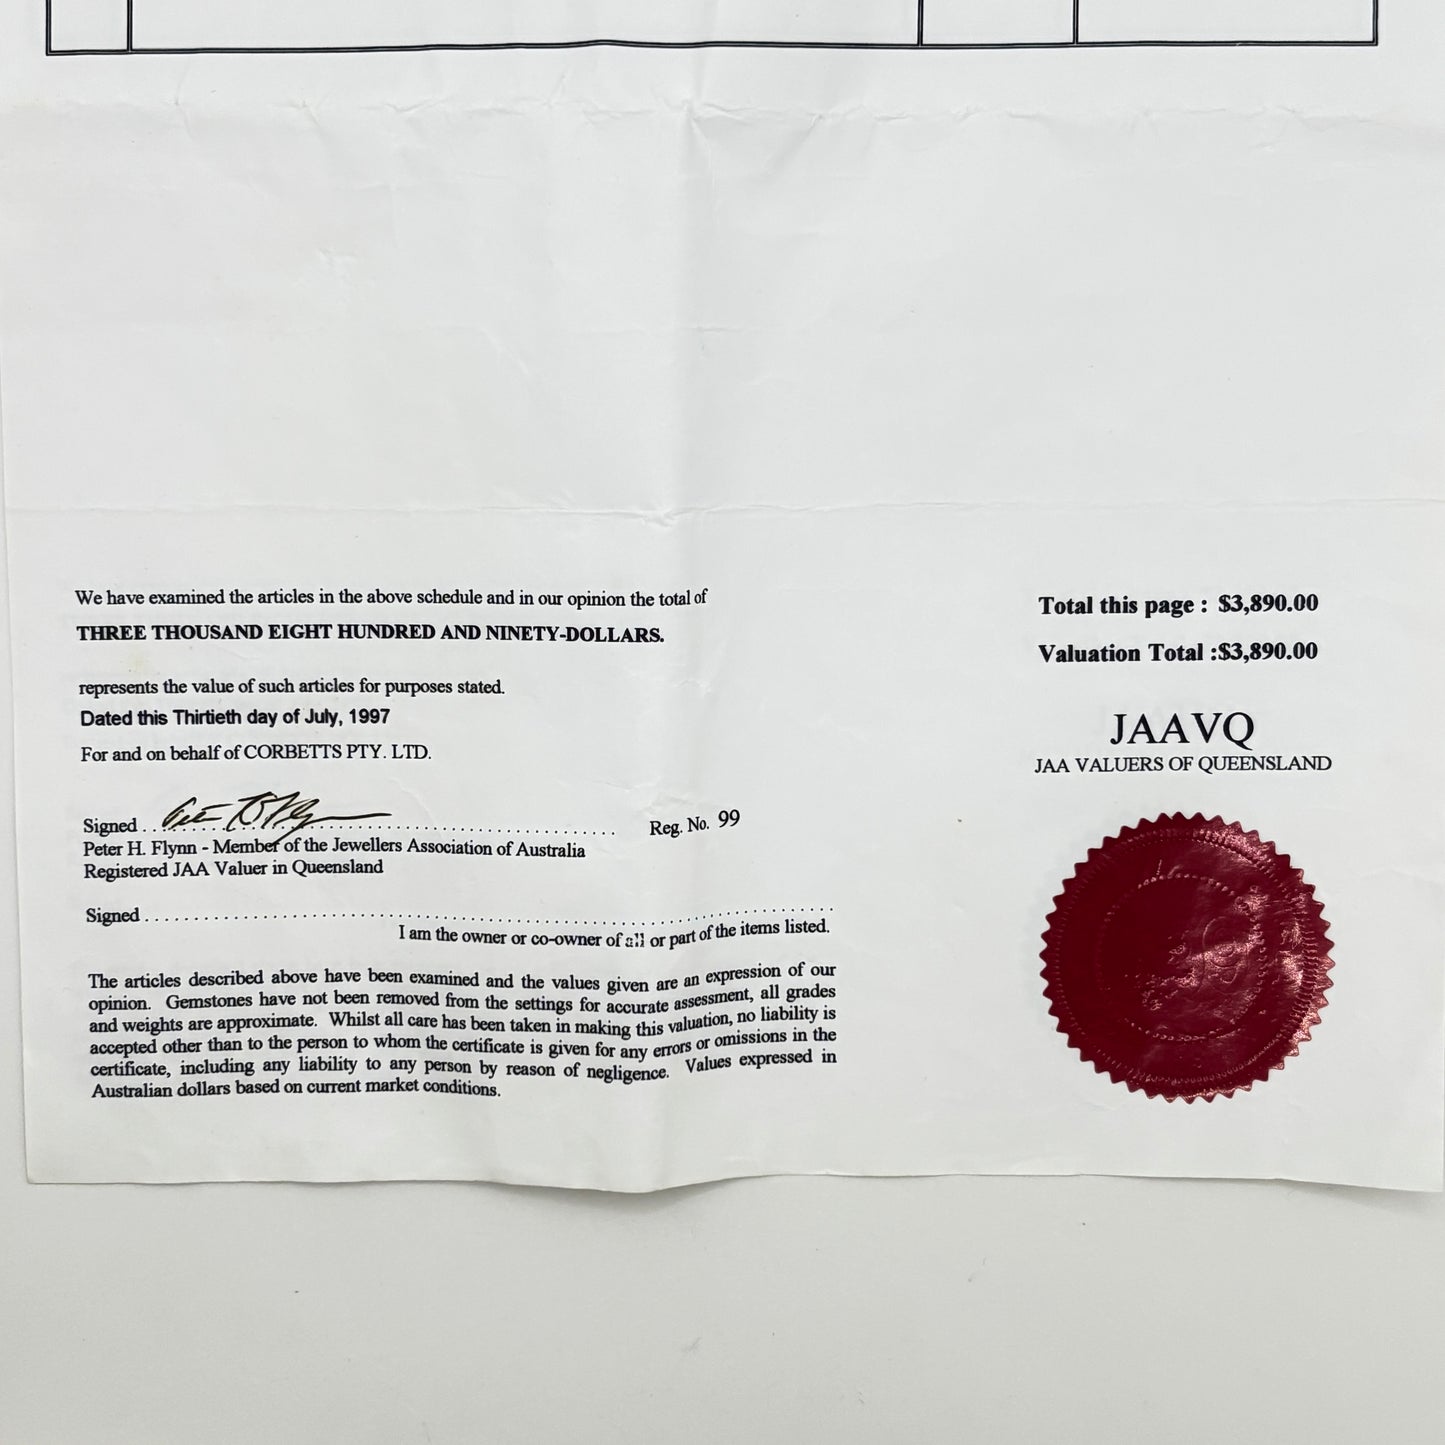 We have examined the articles in the above schedule and in our opinion the total of
THREE THOUSAND EIGHT HUNDRED AND NINETY-DOLLARS.
represents the value of such articles for purposes stated.
Dated this Thirtieth day of July, 1997
For and on behalf of CORBETTS PTY. LTD.
Signed
Reg. No. 99
Peter H. Flynn - Member of the Jewellers Association of Australia
Registered JAA Valuer in Queensland
Signed
I am the owner or co-owner of all or part of the items listed.
The articles described above have been examined and the values given are an expression of our
opinion. Gemstones have not been removed from the settings for accurate assessment, all grades
and weights are approximate. Whilst all care has been taken in making this valuation, no liability is
accepted other than to the person to whom the certificate is given for any errors or omissions in the
certificate, including any liability to any person by reason of negligence. Values expressed in
Australian dollars based on current market conditions.
Total this page : $3,890.00
Valuation Total :$3,890.00
JAAVQ
JAA VALUERS OF QUEENSLAND